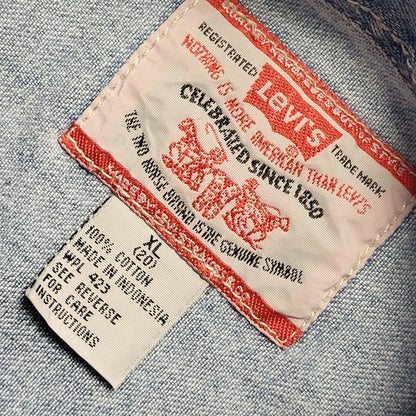 REGISTERED
Levi's
TRADE MARK
NOTHING IS MORE AMERICAN THAN LEVI'S
CELEBRATED SINCE 1850
THE TWO HORSE BRAND IS THE GENUINE SYMBOL
XL
(20)
100% COTTON
MADE IN INDONESIA
WPL 423
SEE REVERSE
FOR CARE
INSTRUCTIONS